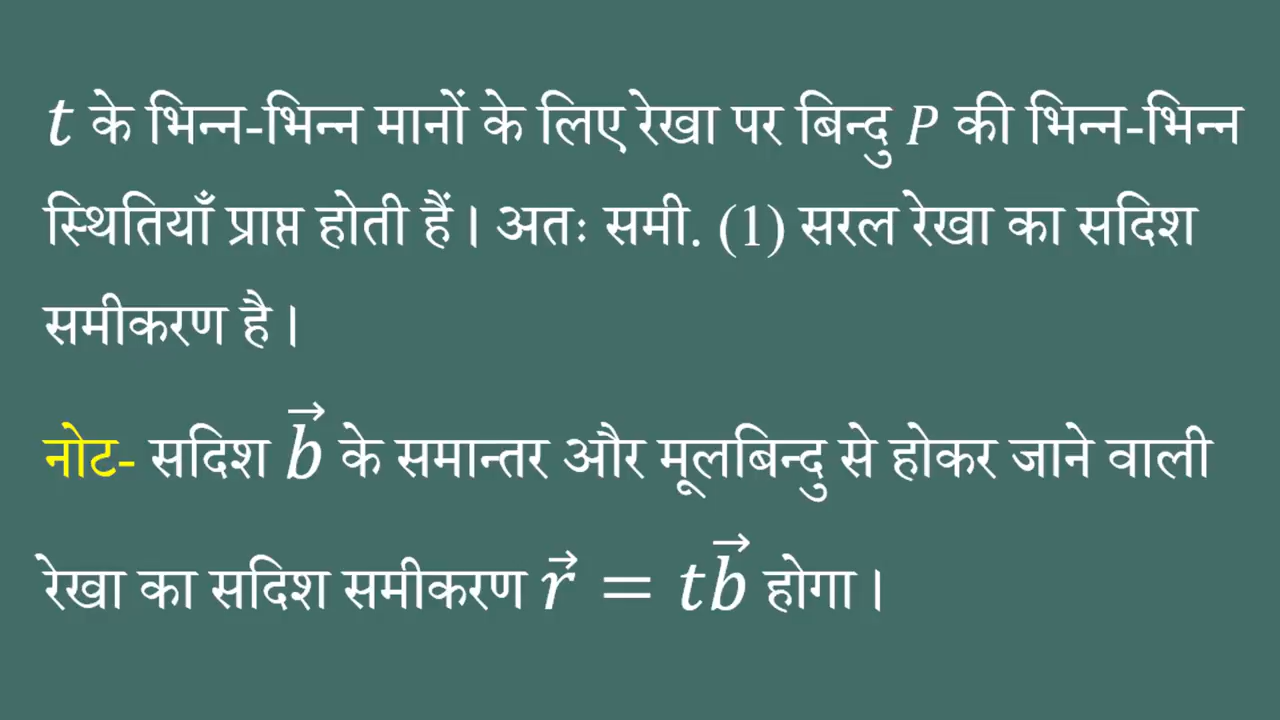 t के भिन्न-भिन्न मानों के लिए रेखा पर बिन्दु P की भिन्न-भिन्न
स्थितियाँ प्राप्त होती हैं। अतः समी. (1) सरल रेखा का सदिश
समीकरण है।
नोट- सदिश b⃗ के समान्तर और मूलबिन्दु से होकर जाने वाली
रेखा का सदिश समीकरण r⃗ = tb⃗ होगा।